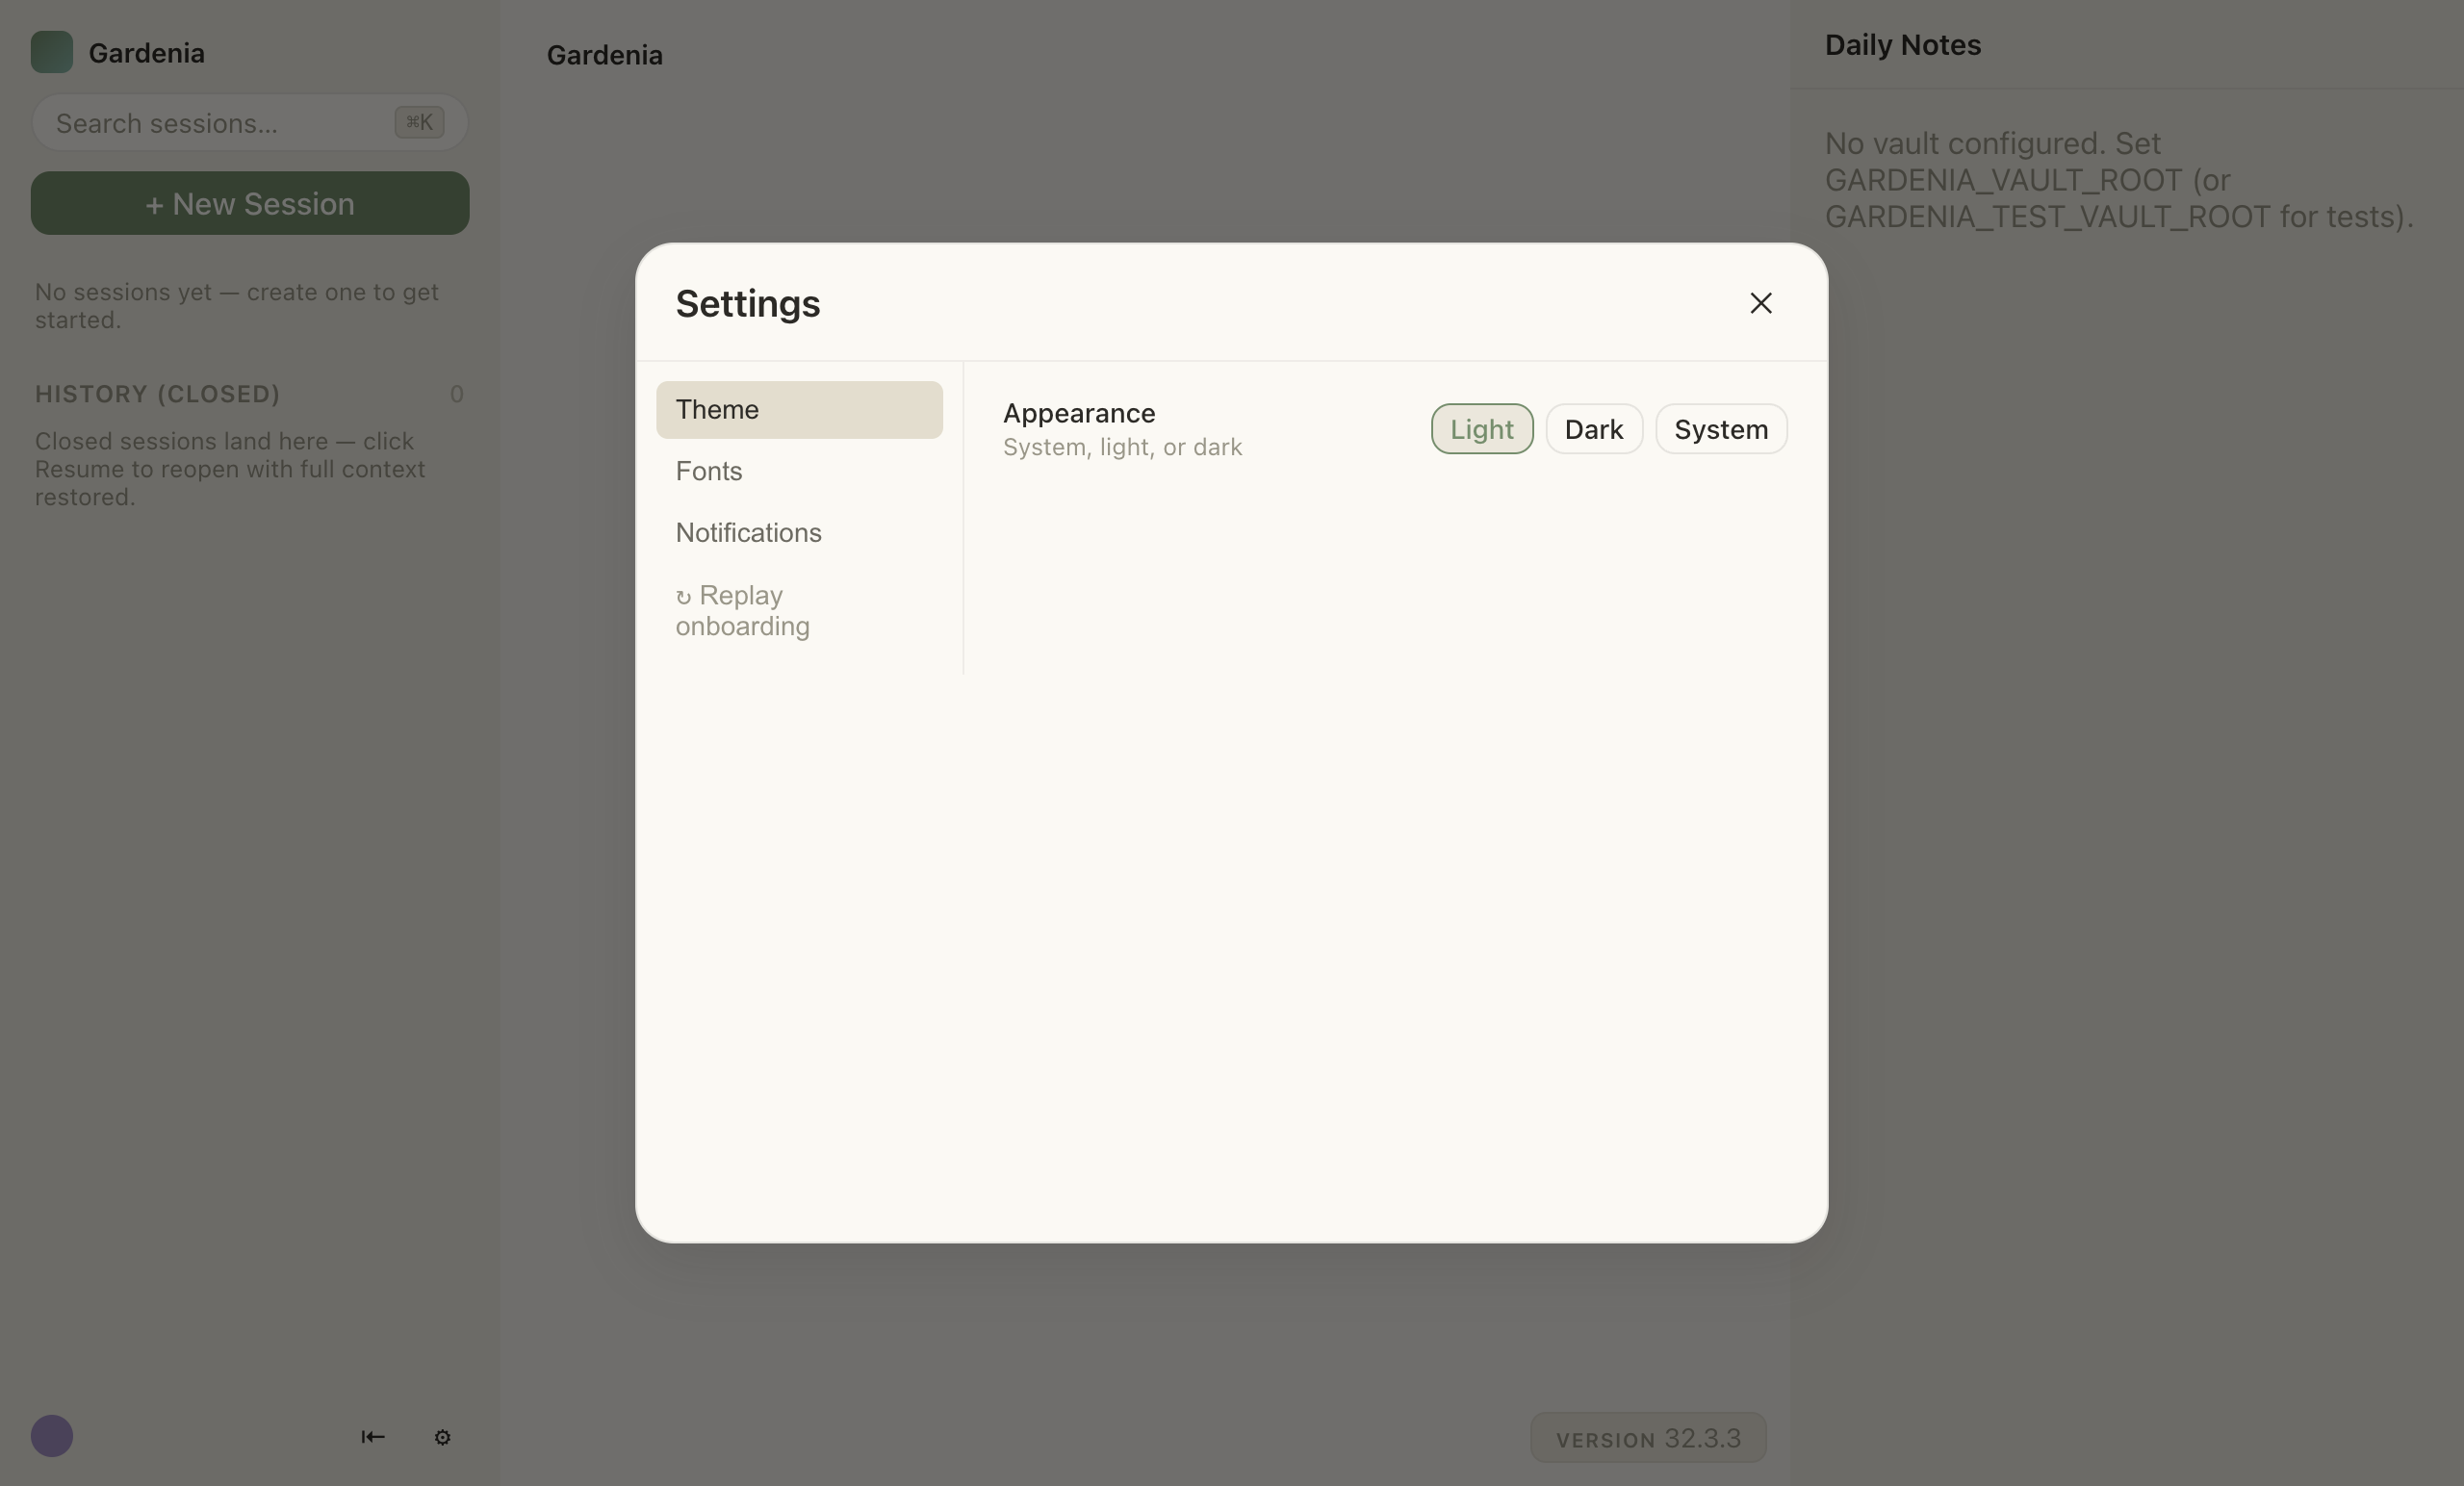 Gardenia
Search sessions...
⌘K
+ New Session
No sessions yet — create one to get
started.
HISTORY (CLOSED)
0
Closed sessions land here — click
Resume to reopen with full context
restored.
Gardenia
Daily Notes
No vault configured. Set
GARDENIA_VAULT_ROOT (or
GARDENIA_TEST_VAULT_ROOT for tests).
Settings
Theme
Fonts
Notifications
↻ Replay
onboarding
Appearance
System, light, or dark
Light
Dark
System
VERSION 32.3.3